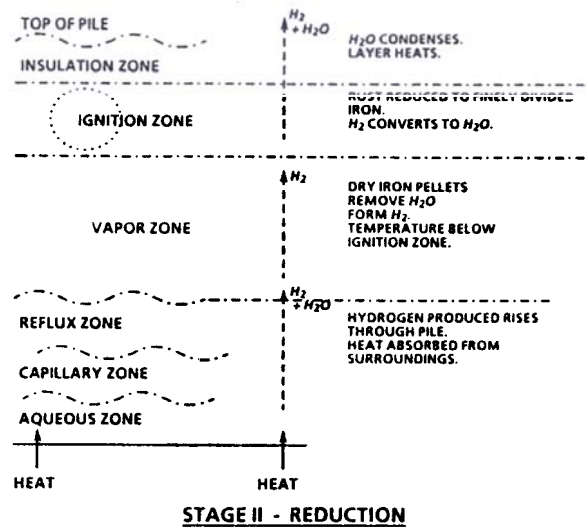 TOP OF PILE
H2
+ H2O
H2O CONDENSES.
LAYER HEATS.
INSULATION ZONE
RUST REDUCED TO FINELY DIVIDED
IRON.
H2 CONVERTS TO H2O.
IGNITION ZONE
H2
DRY IRON PELLETS
REMOVE H2O
FORM H2.
TEMPERATURE BELOW
IGNITION ZONE.
VAPOR ZONE
H2
+ H2O
REFLUX ZONE
HYDROGEN PRODUCED RISES
THROUGH PILE.
HEAT ABSORBED FROM
SURROUNDINGS.
CAPILLARY ZONE
AQUEOUS ZONE
HEAT
HEAT
STAGE II - REDUCTION